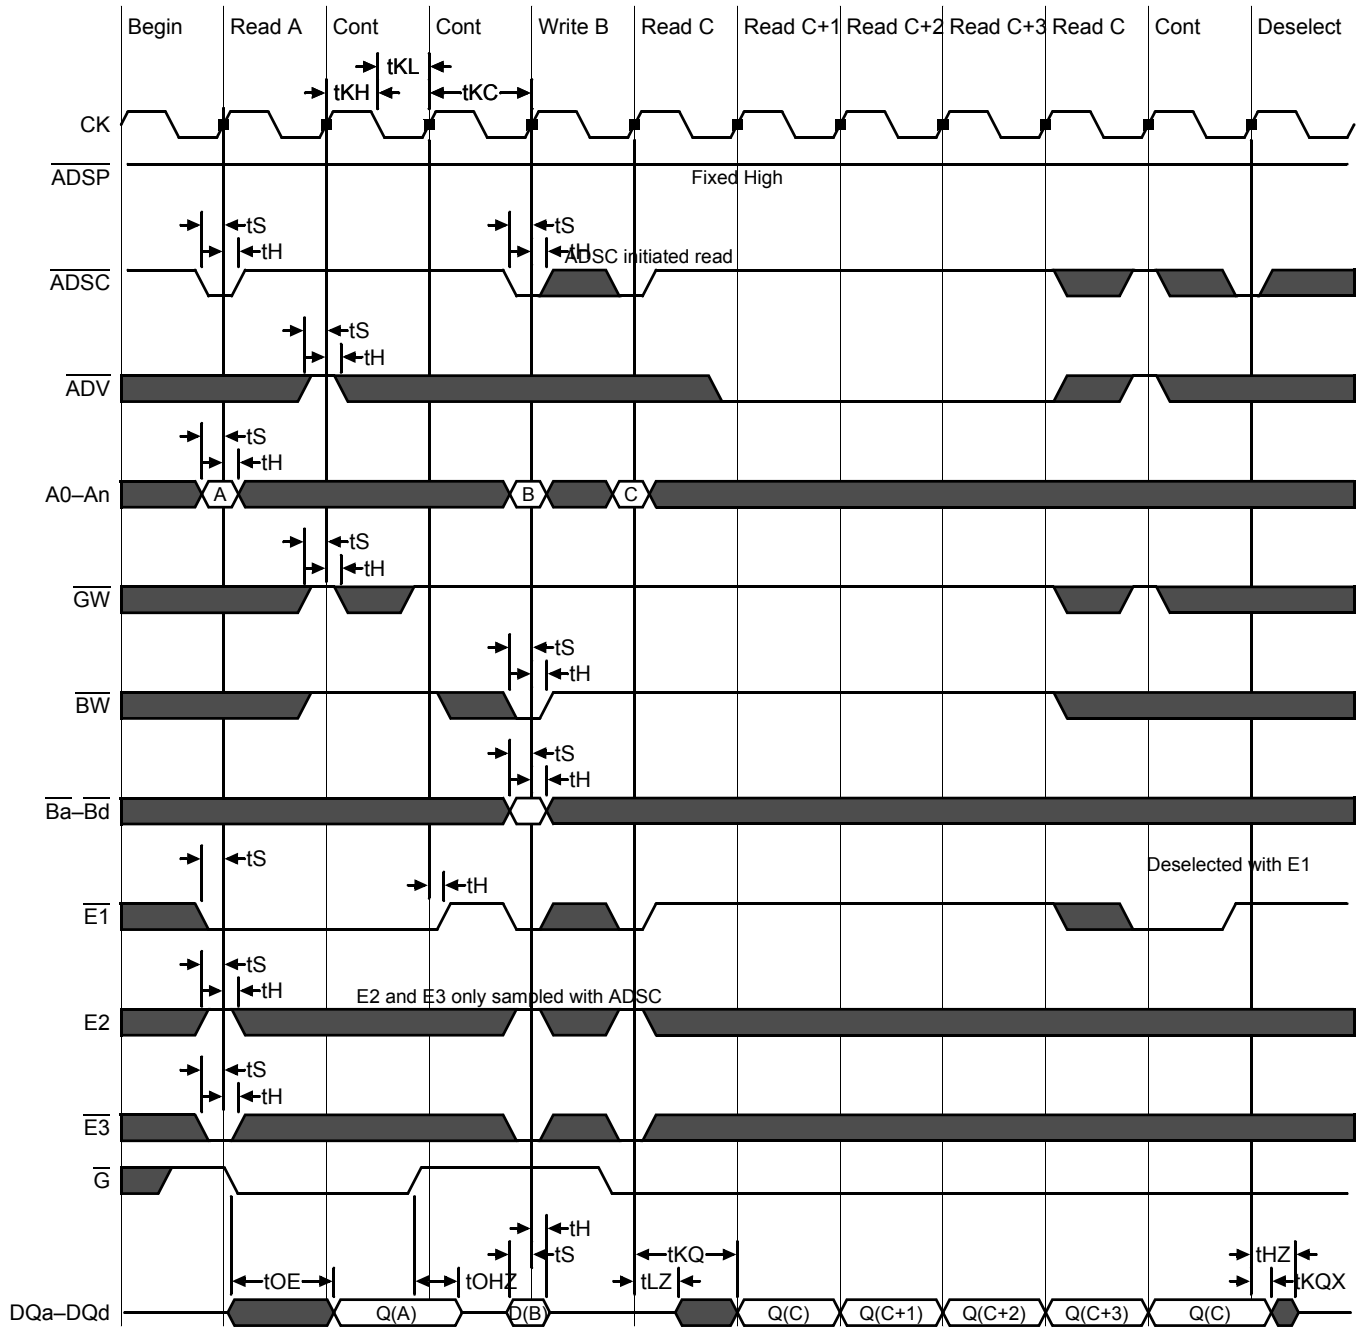 Begin Read A Cont Cont Write B Read C Read C+1 Read C+2 Read C+3 Read C Cont Deselect
tKL
tKH tKC
CK
ADSP
Fixed High
tS tS
tH tH
ADSC initiated read
ADSC
tS
tH
ADV
tS
tH
A0–An A B C
tS
tH
GW
tS
tH
BW
tS
tH
Ba–Bd
tS
Deselected with E1
tH
E1
tS
tH
E2 and E3 only sampled with ADSC
E2
tS
tH
E3
G
tH
tS tKQ tHZ
tOE tOHZ tLZ tKQX
DQa–DQd Q(A) D(B) Q(C) Q(C+1) Q(C+2) Q(C+3) Q(C)